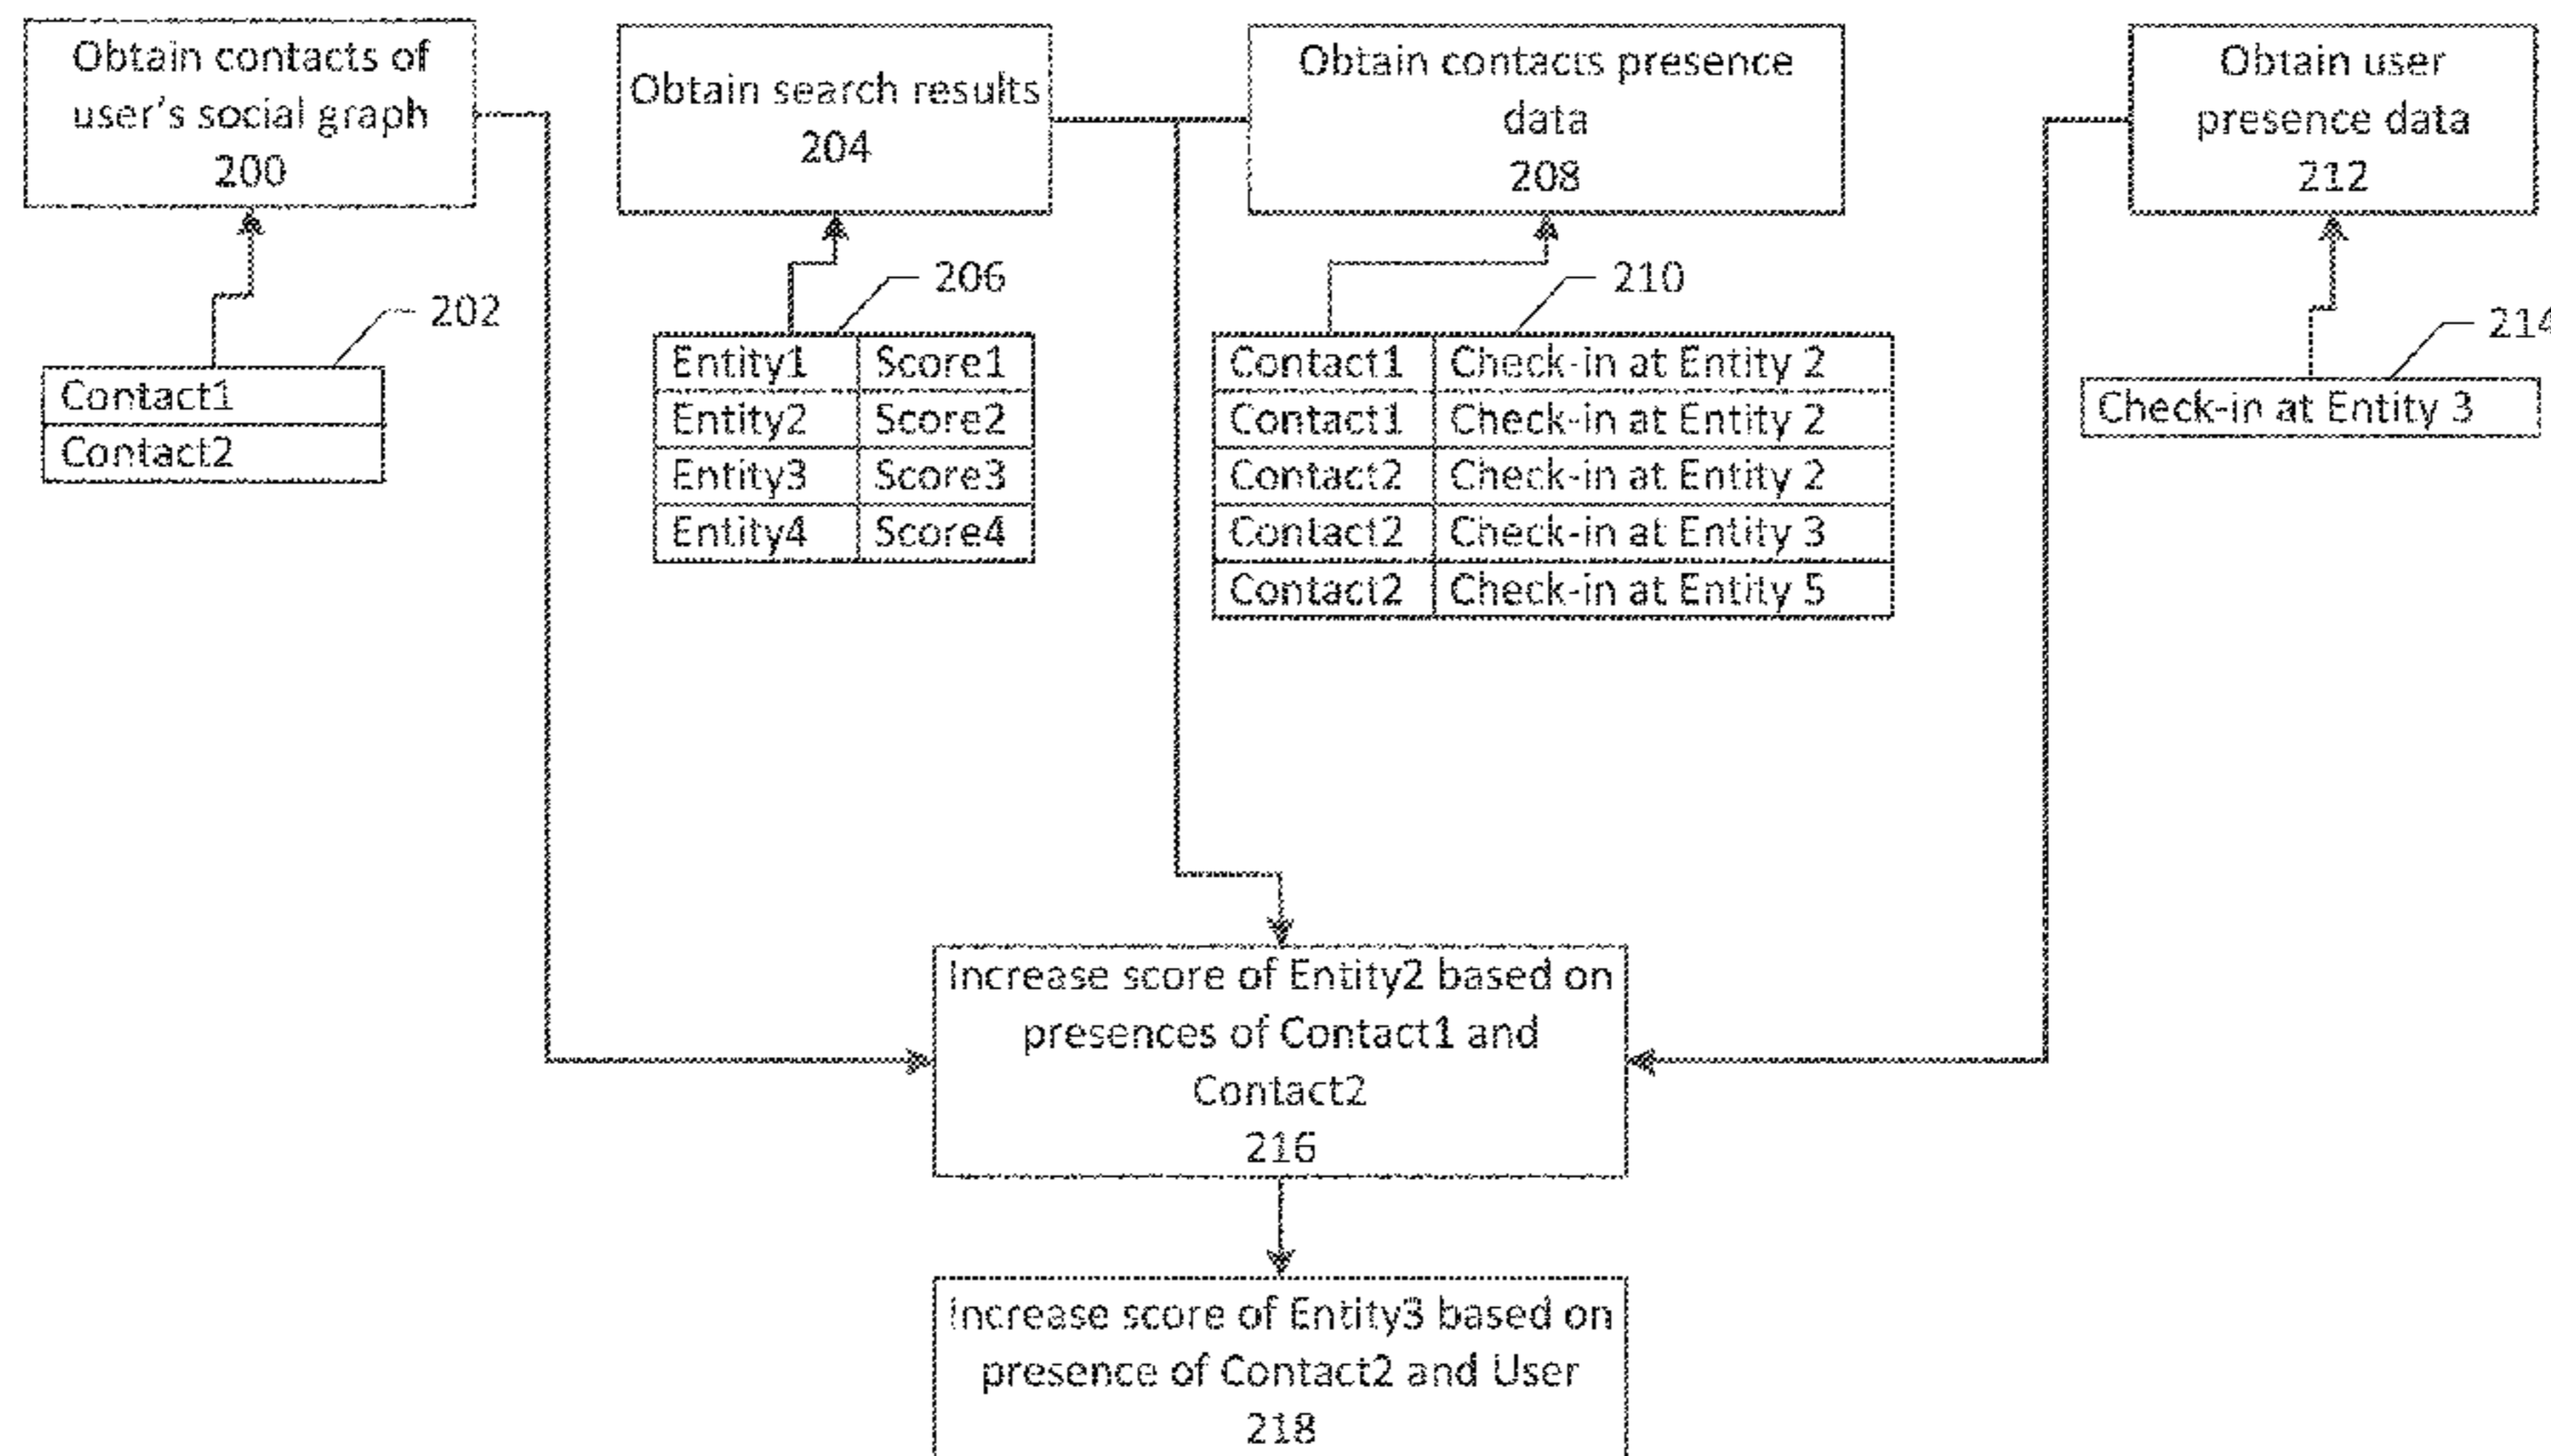 Obtain contacts of
user's social graph
200
Obtain search results
204
Obtain contacts presence
data
208
Obtain user
presence data
212
202
Contact1
Contact2
206
Entity1 Score1
Entity2 Score2
Entity3 Score3
Entity4 Score4
210
Contact1 Check-in at Entity 2
Contact1 Check-in at Entity 2
Contact2 Check-in at Entity 2
Contact2 Check-in at Entity 3
Contact2 Check-in at Entity 5
214
Check-in at Entity 3
Increase score of Entity2 based on
presences of Contact1 and
Contact2
216
Increase score of Entity3 based on
presence of Contact2 and User
218